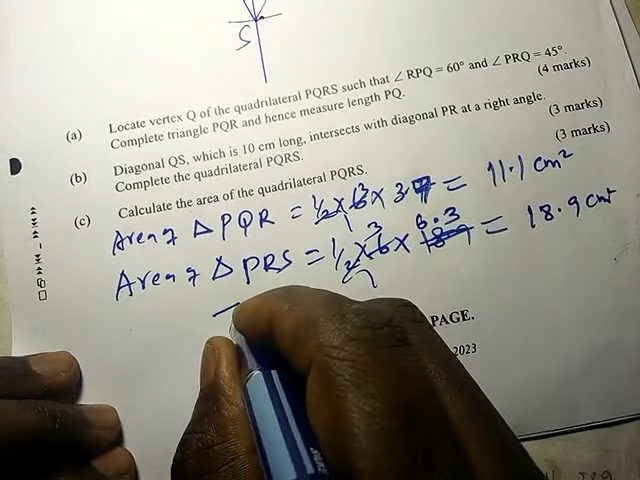 S
(a) Locate vertex Q of the quadrilateral PQRS such that ∠ RPQ = 60° and ∠ PRQ = 45°.
Complete triangle PQR and hence measure length PQ. (4 marks)
(b) Diagonal QS, which is 10 cm long, intersects with diagonal PR at a right angle.
Complete the quadrilateral PQRS. (3 marks)
(c) Calculate the area of the quadrilateral PQRS. (3 marks)
Area of △ PQR = 1/2 × 6 × 3.7 = 11.1 cm²
Area of △ PRS = 1/2 × 6 × 6.3 = 18.9 cm²
PAGE.
2023